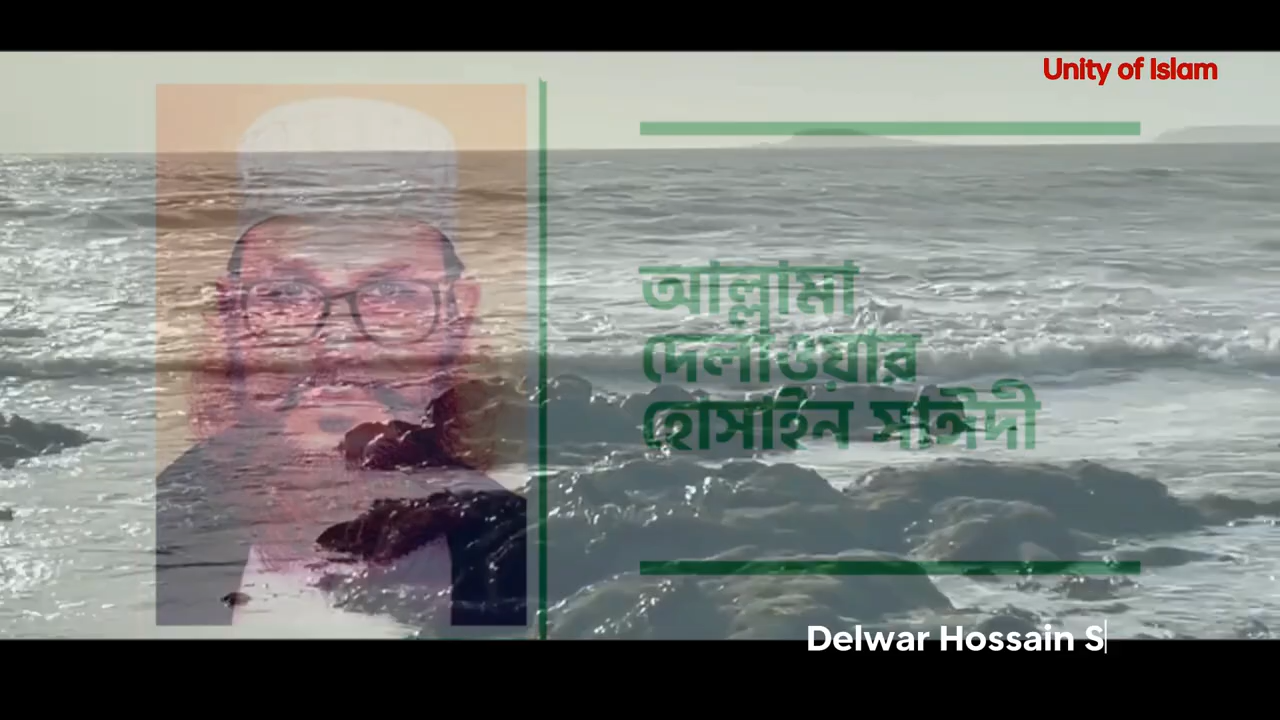 Unity of Islam
আল্লামা
দেলাওয়ার
হোসাইন সাঈদী
Delwar Hossain S